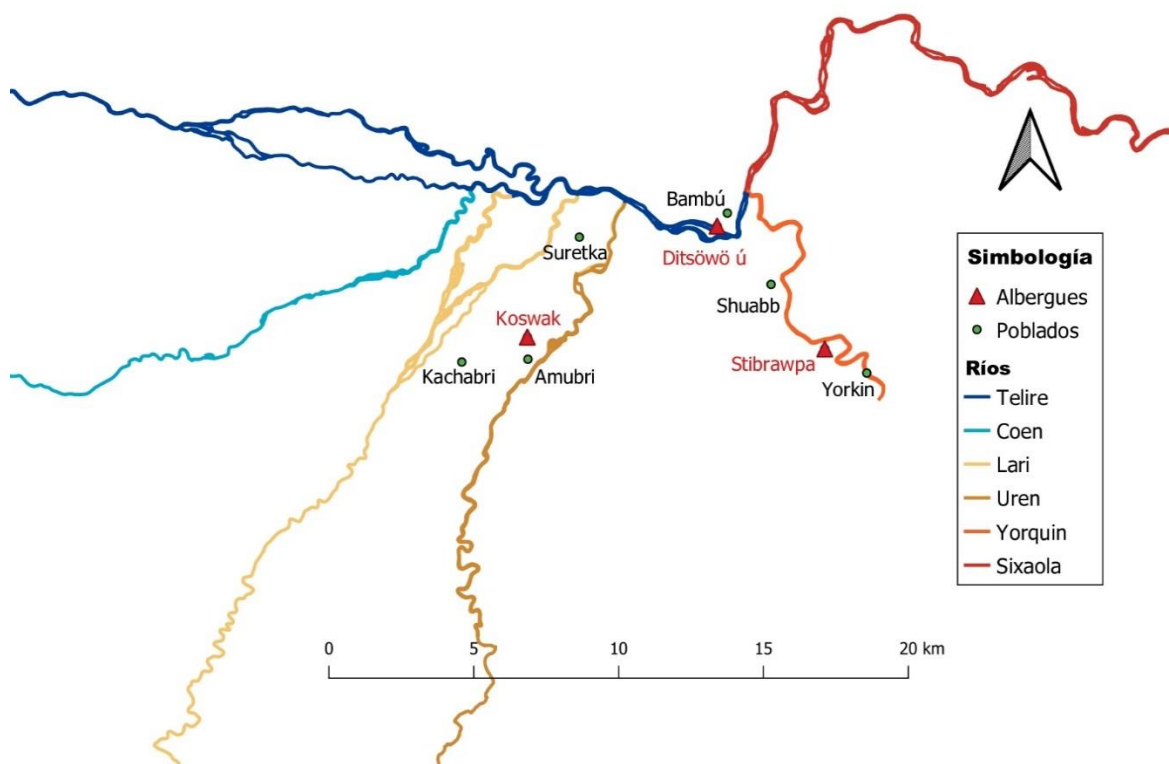 Bambú
Ditsöwö ú
Suretka
Shuabb
Koswak
Kachabri
Amubri
Stibrawpa
Yorkin
Simbología
Albergues
Poblados
Ríos
Telire
Coen
Lari
Uren
Yorquin
Sixaola
0 5 10 15 20 km